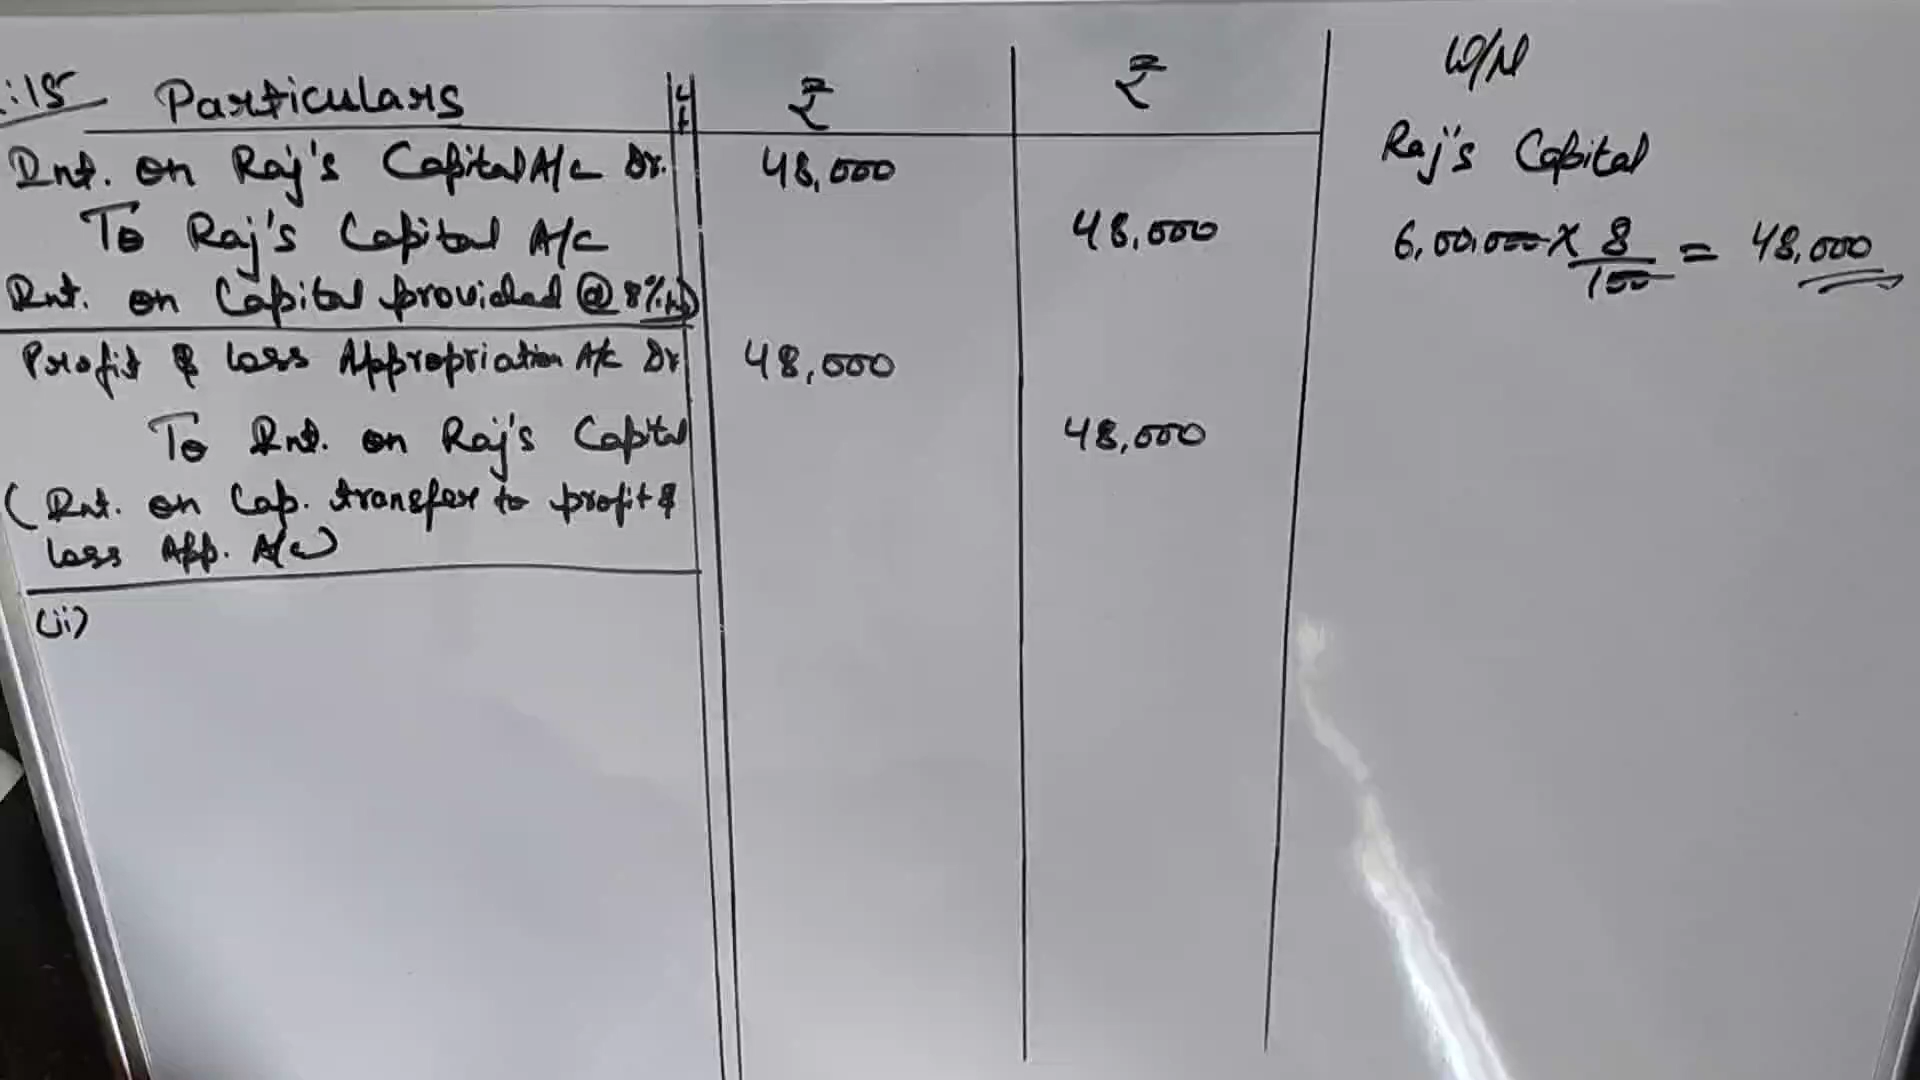 :15 Particulars L/F ₹ ₹
Int. on Raj's Capital A/c Dr. 48,000
To Raj's Capital A/c 48,000
Int. on Capital provided @ 8%
Profit & loss Appropriation A/c Dr 48,000
To Int. on Raj's Capital 48,000
(Int. on Cap. transfer to profit &
loss App. A/c)
(ii)
W/N
Raj's Capital
6,00,000 x 8/100 = 48,000